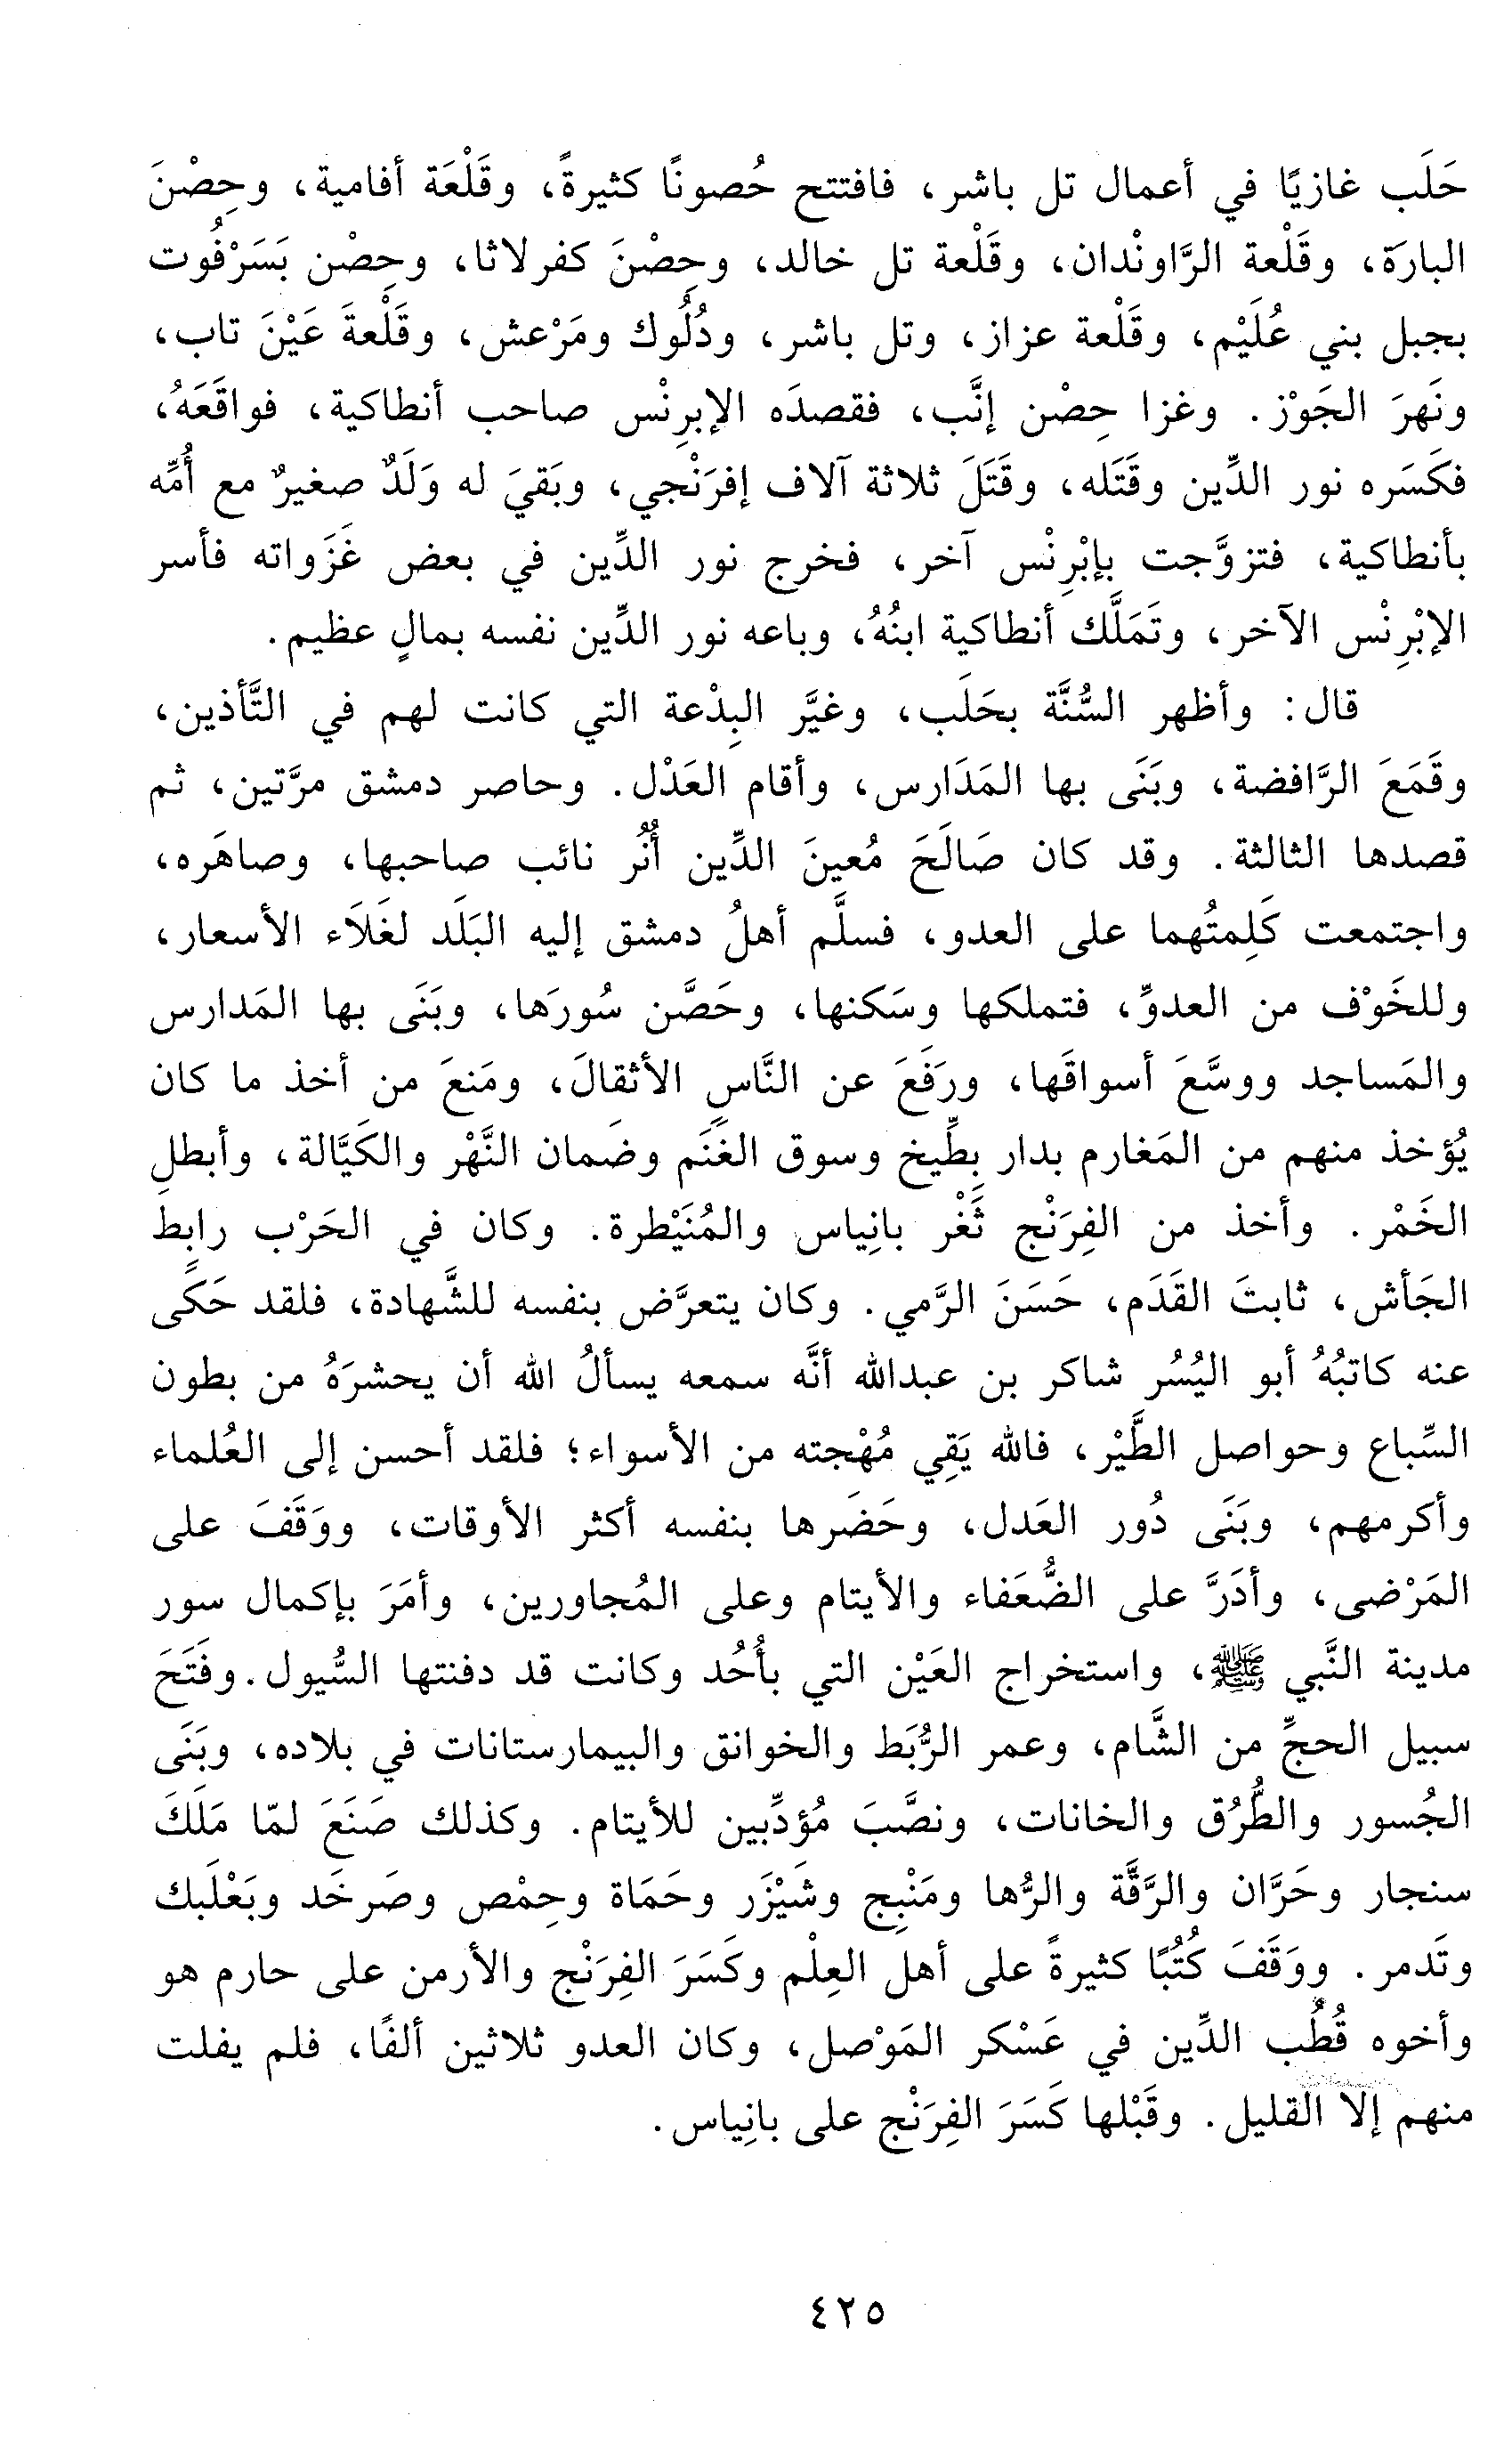 حَلَب غازيًا في أعمال تل باشر، فافتتح حُصونًا كثيرةً، وقَلْعَة أفامية، وحِصْنَ
البارَة، وقَلْعة الرَّاونْدان، وقَلْعة تل خالد، وحِصْنَ كفرلاثا، وحِصْن بَسَرْفُوت
بجبل بني عُلَيْم، وقَلْعة عزاز، وتل باشر، ودُلُوك ومَرْعش، وقَلْعةَ عَيْنَ تاب،
ونَهرَ الجَوْز. وغزا حِصْن إنَّب، فقصدَه الإبرِنْس صاحب أنطاكية، فواقَعَهُ،
فكَسَره نور الدِّين وقَتَله، وقَتَلَ ثلاثة آلاف إفرَنْجي، وبَقيَ له وَلَدٌ صغيرٌ مع أُمِّه
بأنطاكية، فتزوَّجت بإبْرِنْس آخر، فخرج نور الدِّين في بعض غَزَواته فأسر
الإبْرِنْس الآخر، وتَمَلَّك أنطاكية ابنُهُ، وباعه نور الدِّين نفسه بمالٍ عظيم.
قال: وأظهر السُّنَّة بحَلَب، وغيَّر البِدْعة التي كانت لهم في التَّأذين،
وقَمَعَ الرَّافضة، وبَنَى بها المَدَارس، وأقام العَدْل. وحاصر دمشق مرَّتين، ثم
قصدها الثالثة. وقد كان صَالَحَ مُعينَ الدِّين أُنُر نائب صاحبها، وصاهَره،
واجتمعت كَلِمتُهما على العدو، فسلَّم أهلُ دمشق إليه البَلَد لغَلَاء الأسعار،
وللخَوْف من العدوِّ، فتملكها وسَكنها، وحَصَّن سُورَها، وبَنَى بها المَدارس
والمَساجد ووسَّعَ أسواقَها، ورَفَعَ عن النَّاسِ الأثقالَ، ومَنعَ من أخذ ما كان
يُؤخذ منهم من المَغارم بدار بِطِّيخ وسوق الغَنَم وضَمان النَّهْر والكَيَّالة، وأبطل
الخَمْر. وأخذ من الفِرَنْج ثَغْر بانِياس والمُنَيْطرة. وكان في الحَرْب رابِطَ
الجَأش، ثابتَ القَدَم، حَسَنَ الرَّمي. وكان يتعرَّض بنفسه للشَّهادة، فلقد حَكَى
عنه كاتبُهُ أبو اليُسُر شاكر بن عبدالله أنَّه سمعه يسألُ الله أن يحشرَهُ من بطون
السِّباع وحواصل الطَّيْر، فالله يَقِي مُهْجته من الأسواء؛ فلقد أحسن إلى العُلماء
وأكرمهم، وبَنَى دُور العَدل، وحَضَرها بنفسه أكثر الأوقات، ووَقَفَ على
المَرْضى، وأدَرَّ على الضُّعَفاء والأيتام وعلى المُجاورين، وأمَرَ بإكمال سور
مدينة النَّبي ﷺ، واستخراج العَيْن التي بأُحُد وكانت قد دفنتها السُّيول. وفَتَحَ
سبيل الحجِّ من الشَّام، وعمر الرُّبَط والخوانق والبيمارستانات في بلاده، وبَنَى
الجُسور والطُّرُق والخانات، ونصَّبَ مُؤدِّبين للأيتام. وكذلك صَنَعَ لمّا مَلَكَ
سنجار وحَرَّان والرَّقَّة والرُّها ومَنْبِج وشَيْزَر وحَمَاة وحِمْص وصَرخَد وبَعْلَبك
وتَدمر. ووَقَفَ كُتُبًا كثيرةً على أهل العِلْم وكَسَرَ الفِرَنْج والأرمن على حارم هو
وأخوه قُطُب الدِّين في عَسْكر المَوْصل، وكان العدو ثلاثين ألفًا، فلم يفلت
منهم إلا القليل. وقَبْلها كَسَرَ الفِرَنْج على بانِياس.
٤٢٥